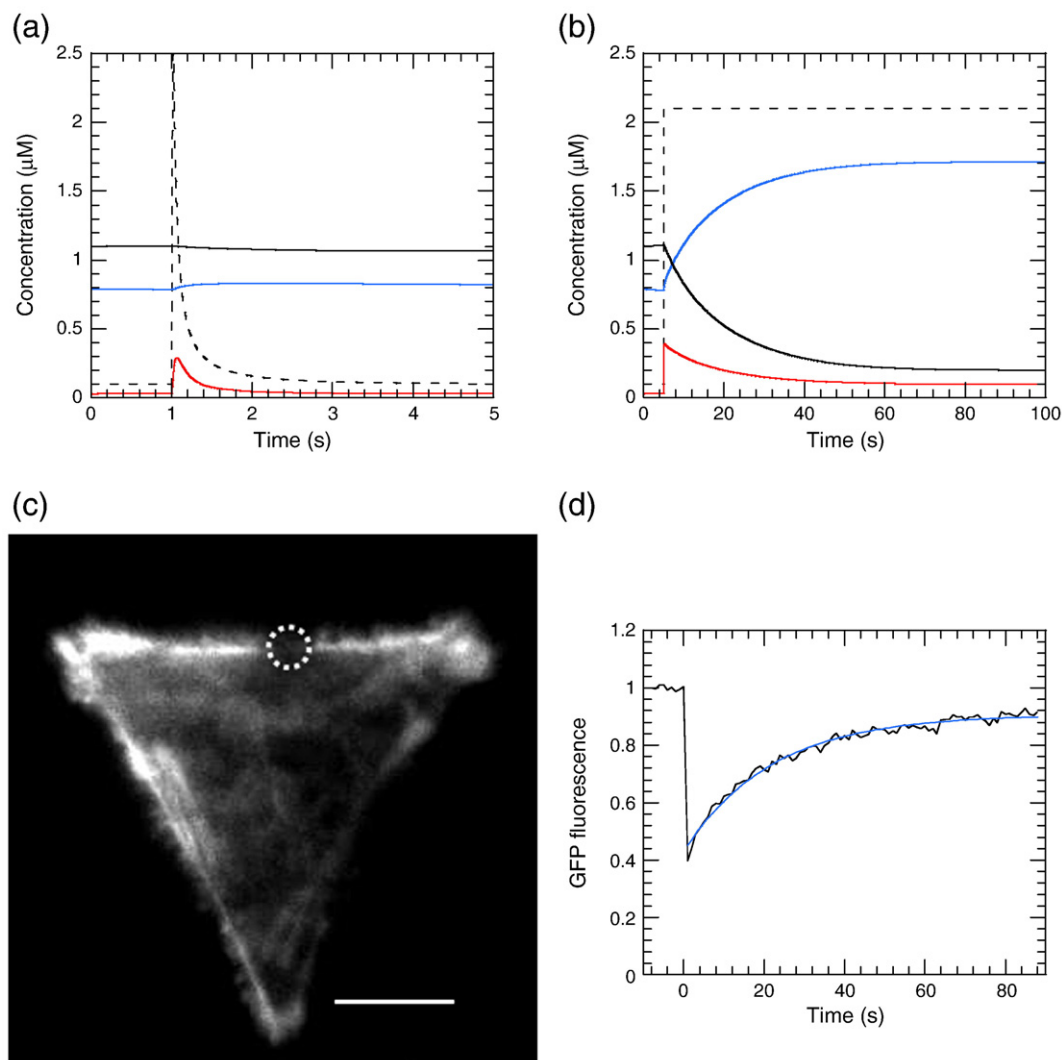 (a)
(b)
2.5
2
1.5
1
0.5
0
Concentration (µM)
0 1 2 3 4 5
Time (s)
2.5
2
1.5
1
0.5
0
Concentration (µM)
0 20 40 60 80 100
Time (s)
(c)
(d)
1.2
1
0.8
0.6
0.4
0.2
0
GFP fluorescence
0 20 40 60 80
Time (s)